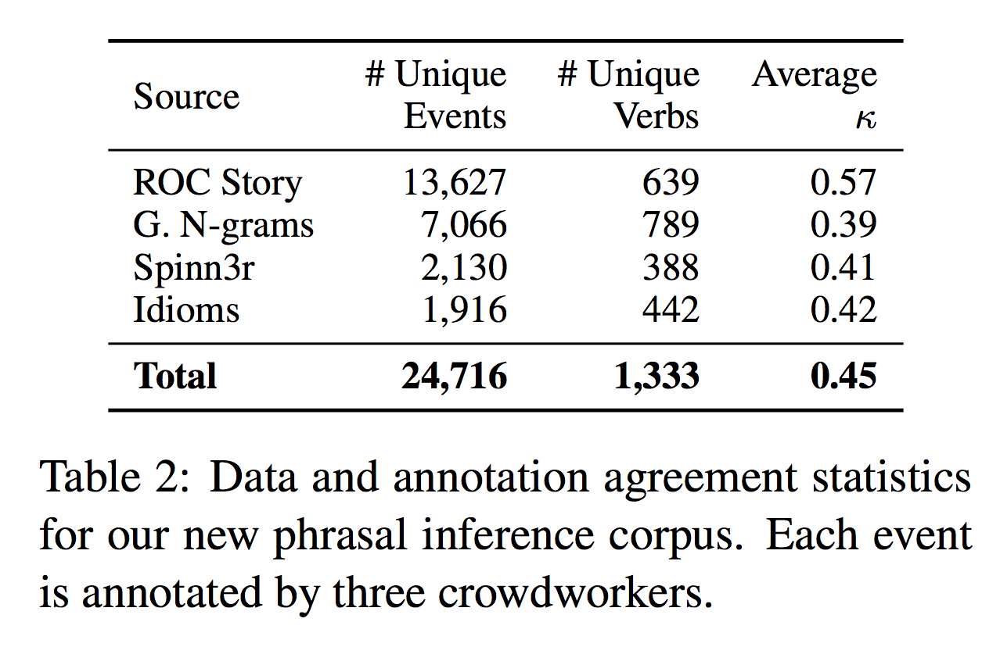 Source # Unique Events # Unique Verbs Average κ
ROC Story 13,627 639 0.57
G. N-grams 7,066 789 0.39
Spinn3r 2,130 388 0.41
Idioms 1,916 442 0.42
Total 24,716 1,333 0.45
Table 2: Data and annotation agreement statistics
for our new phrasal inference corpus. Each event
is annotated by three crowdworkers.